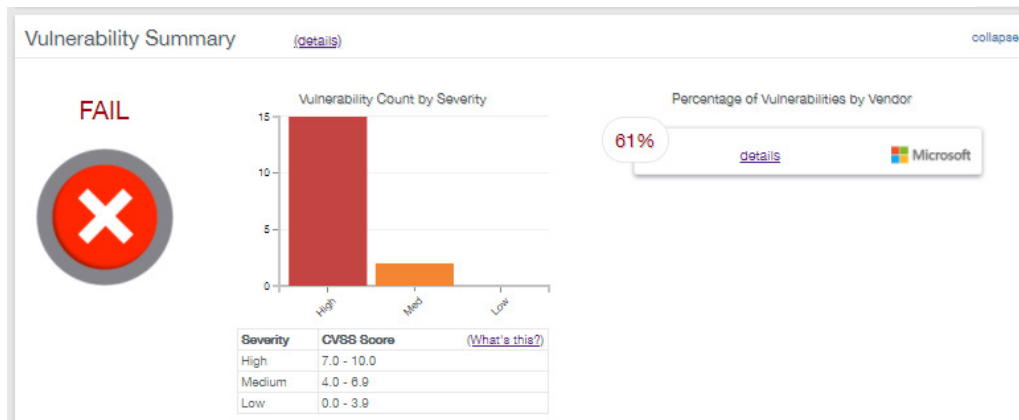 Vulnerability Summary (details) collapse
FAIL
Vulnerability Count by Severity
15
10
5
0
High Med Low
Severity CVSS Score (What's this?)
High 7.0 - 10.0
Medium 4.0 - 6.9
Low 0.0 - 3.9
Percentage of Vulnerabilities by Vendor
61% details Microsoft